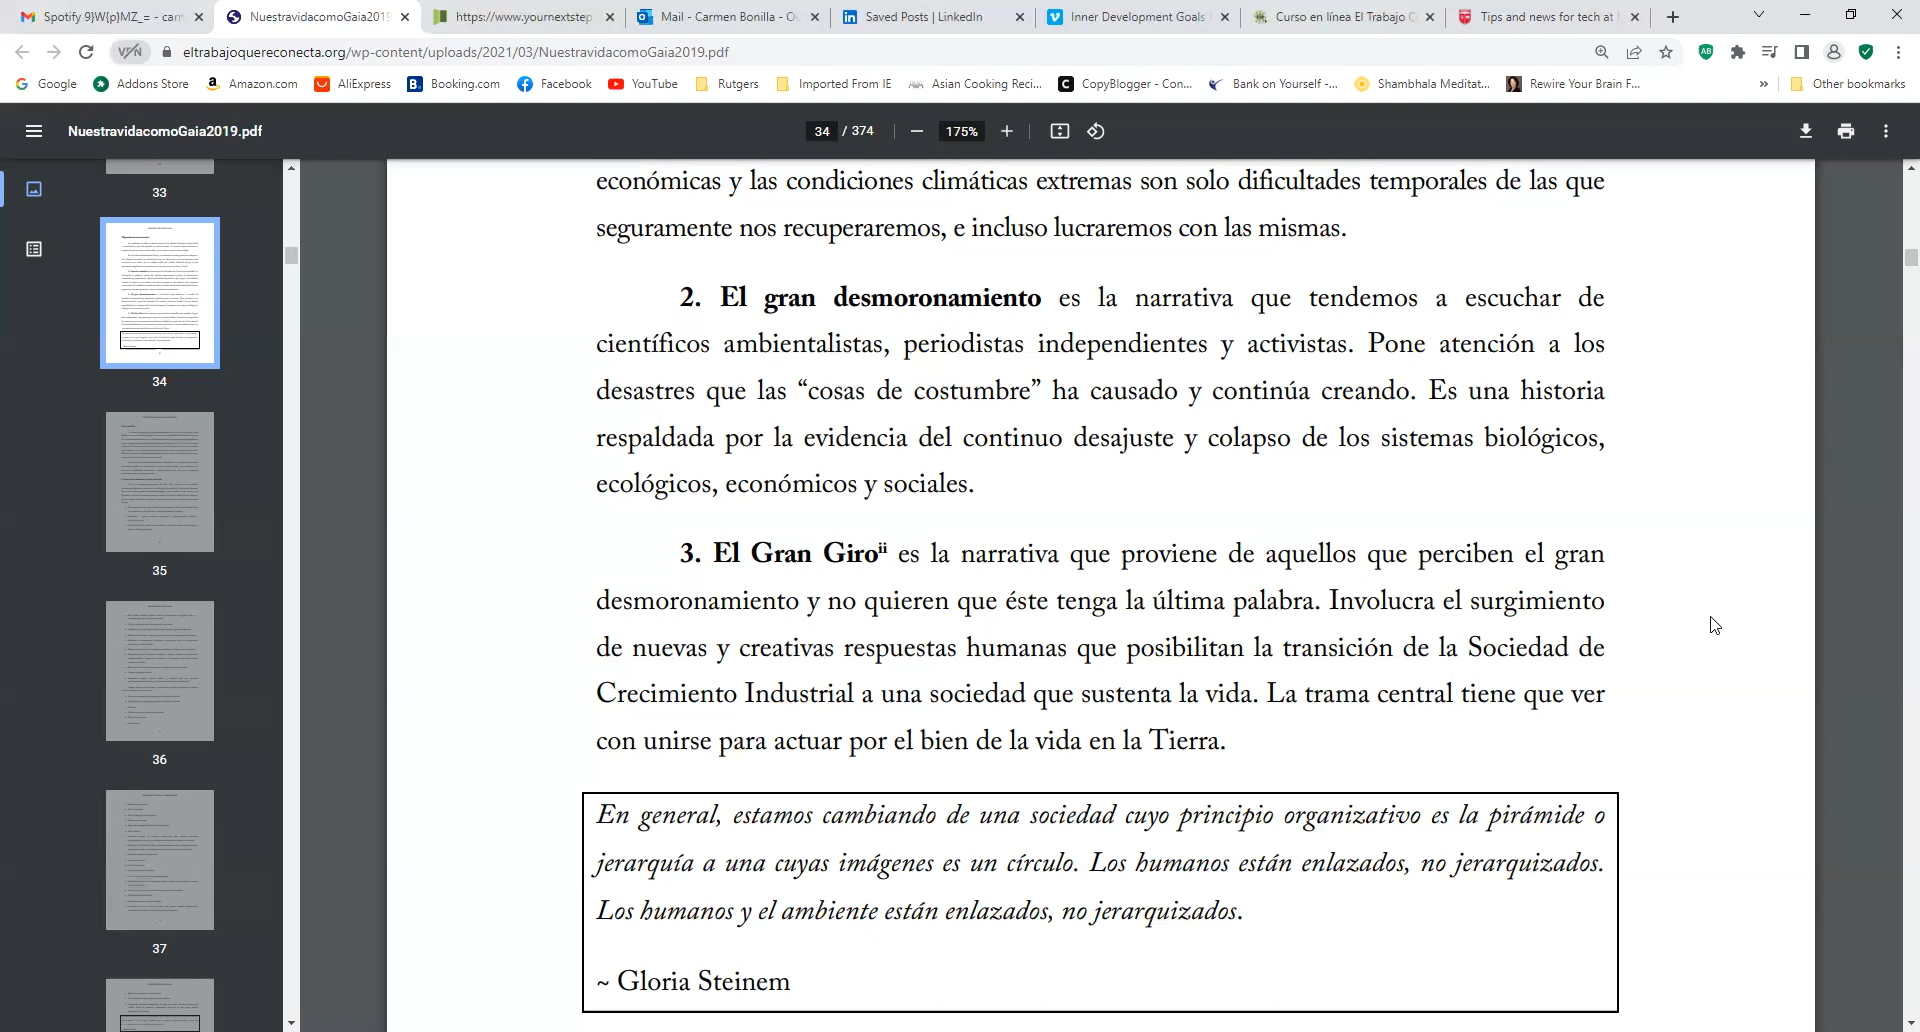 Spotify 9}W{p}MZ_= - car
NuestravidacomoGaia2019
https://www.yournextstep
Mail - Carmen Bonilla - O
Saved Posts | LinkedIn
Inner Development Goals
Curso en línea El Trabajo
Tips and news for tech at
VPN
eltrabajoquereconecta.org/wp-content/uploads/2021/03/NuestravidacomoGaia2019.pdf
Google
Addons Store
Amazon.com
AliExpress
Booking.com
Facebook
YouTube
Rutgers
Imported From IE
Asian Cooking Reci...
CopyBlogger - Con...
Bank on Yourself -...
Shambhala Meditat...
Rewire Your Brain F...
»
Other bookmarks
NuestravidacomoGaia2019.pdf
34 / 374
175%
33
34
35
36
37
económicas y las condiciones climáticas extremas son solo dificultades temporales de las que
seguramente nos recuperaremos, e incluso lucraremos con las mismas.
2. El gran desmoronamiento es la narrativa que tendemos a escuchar de
científicos ambientalistas, periodistas independientes y activistas. Pone atención a los
desastres que las “cosas de costumbre” ha causado y continúa creando. Es una historia
respaldada por la evidencia del continuo desajuste y colapso de los sistemas biológicos,
ecológicos, económicos y sociales.
3. El Gran Giroⁱⁱ es la narrativa que proviene de aquellos que perciben el gran
desmoronamiento y no quieren que éste tenga la última palabra. Involucra el surgimiento
de nuevas y creativas respuestas humanas que posibilitan la transición de la Sociedad de
Crecimiento Industrial a una sociedad que sustenta la vida. La trama central tiene que ver
con unirse para actuar por el bien de la vida en la Tierra.
En general, estamos cambiando de una sociedad cuyo principio organizativo es la pirámide o
jerarquía a una cuyas imágenes es un círculo. Los humanos están enlazados, no jerarquizados.
Los humanos y el ambiente están enlazados, no jerarquizados.
~ Gloria Steinem